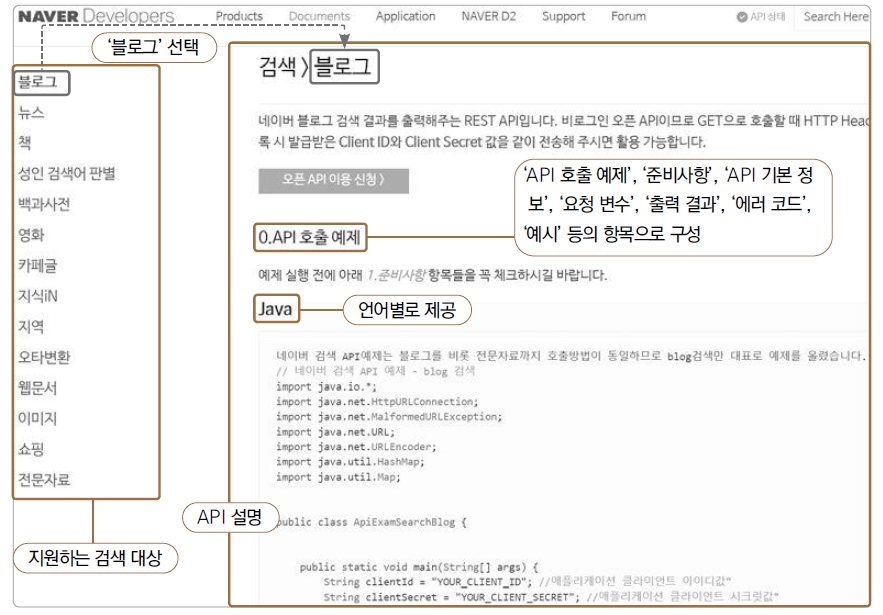 NAVER Developers
Products Documents Application NAVER D2 Support Forum API 상태 Search Here
‘블로그’ 선택
블로그
뉴스
책
성인 검색어 판별
백과사전
영화
카페글
지식iN
지역
오타변환
웹문서
이미지
쇼핑
전문자료
지원하는 검색 대상
API 설명
검색 〉 블로그
네이버 블로그 검색 결과를 출력해주는 REST API입니다. 비로그인 오픈 API이므로 GET으로 호출할 때 HTTP Head
록 시 발급받은 Client ID와 Client Secret 값을 같이 전송해 주시면 활용 가능합니다.
오픈 API 이용 신청 〉
‘API 호출 예제’, ‘준비사항’, ‘API 기본 정
보’, ‘요청 변수’, ‘출력 결과’, ‘에러 코드’,
‘예시’ 등의 항목으로 구성
0.API 호출 예제
예제 실행 전에 아래 1.준비사항 항목들을 꼭 체크하시길 바랍니다.
Java
언어별로 제공
네이버 검색 API예제는 블로그를 비롯 전문자료까지 호출방법이 동일하므로 blog검색만 대표로 예제를 올렸습니다.
// 네이버 검색 API 예제 - blog 검색
import java.io.*;
import java.net.HttpURLConnection;
import java.net.MalformedURLException;
import java.net.URL;
import java.net.URLEncoder;
import java.util.HashMap;
import java.util.Map;
public class ApiExamSearchBlog {
public static void main(String[] args) {
String clientId = "YOUR_CLIENT_ID"; //애플리케이션 클라이언트 아이디값"
String clientSecret = "YOUR_CLIENT_SECRET"; //애플리케이션 클라이언트 시크릿값"